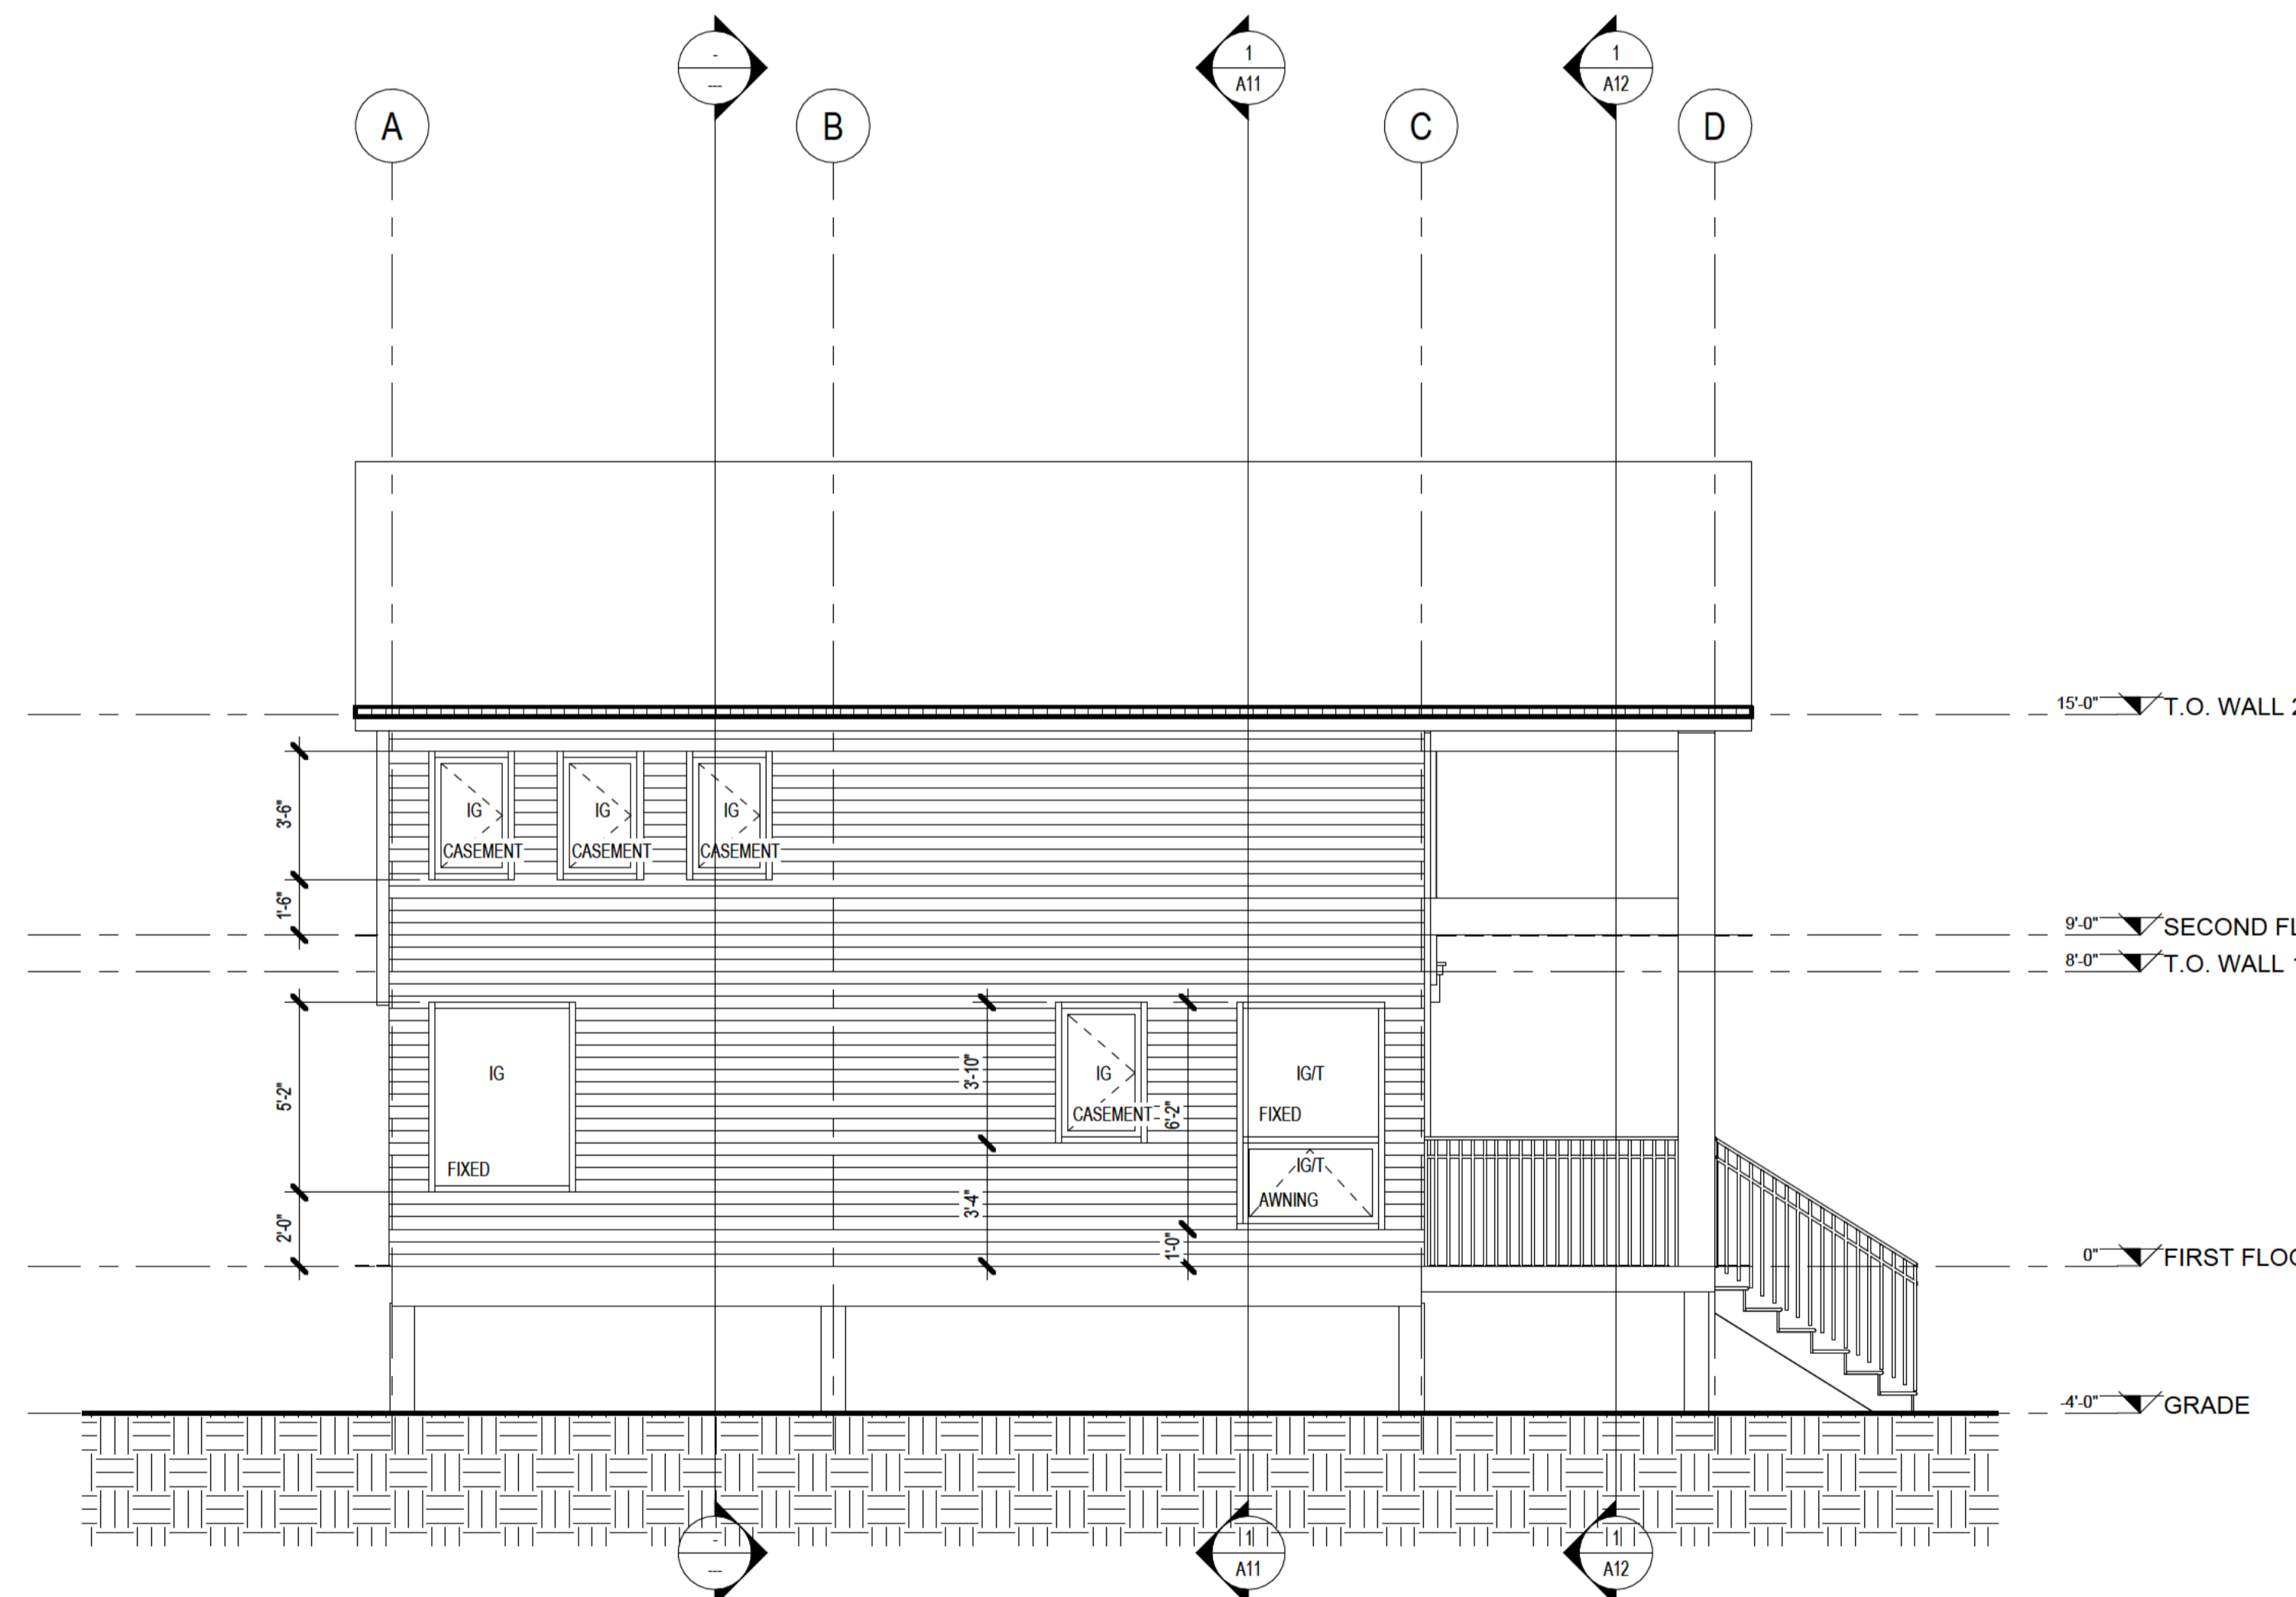 -
---
1
A11
1
A12
A
B
C
D
15'-0"
T.O. WALL 2
3'-6"
IG
IG
IG
CASEMENT
CASEMENT
CASEMENT
1'-6"
9'-0"
SECOND FL
8'-0"
T.O. WALL 1
5'-2"
IG
FIXED
3'-10"
IG
CASEMENT
6'-2"
IG/T
FIXED
IG/T
AWNING
2'-0"
3'-4"
1'-0"
0"
FIRST FLOO
-4'-0"
GRADE
-
---
1
A11
1
A12